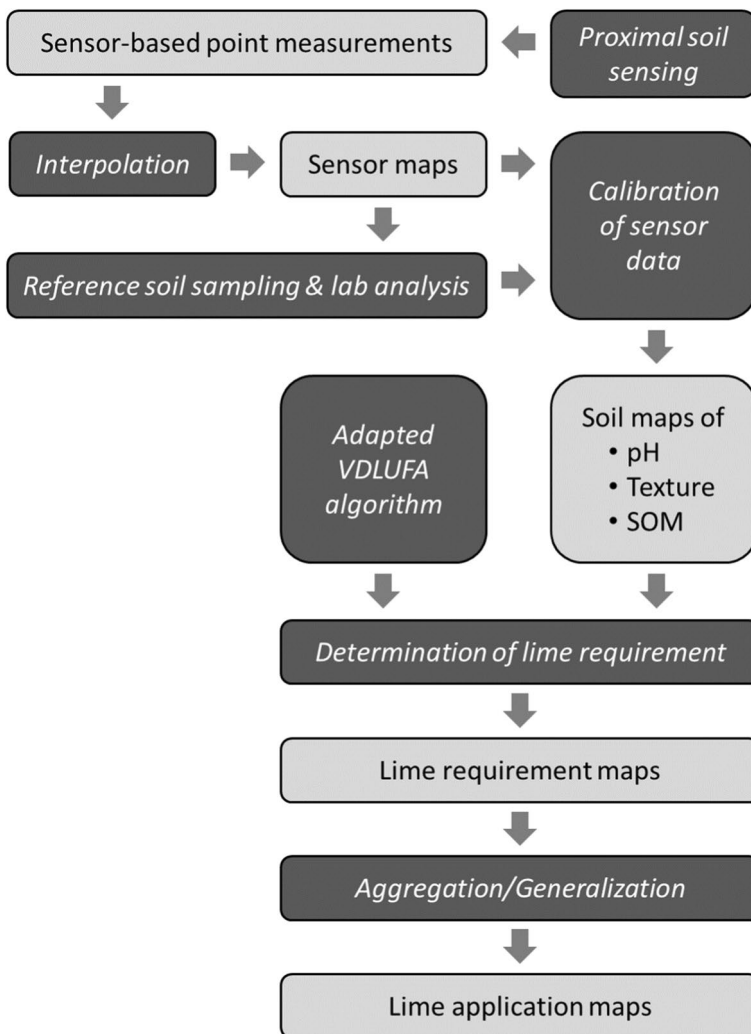 Sensor-based point measurements
Proximal soil
sensing
Interpolation
Sensor maps
Calibration
of sensor
data
Reference soil sampling & lab analysis
Adapted
VDLUFA
algorithm
Soil maps of
• pH
• Texture
• SOM
Determination of lime requirement
Lime requirement maps
Aggregation/Generalization
Lime application maps